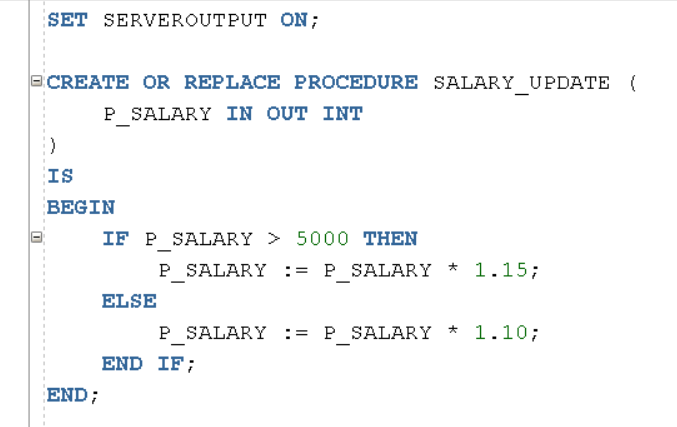 SET SERVEROUTPUT ON;
CREATE OR REPLACE PROCEDURE SALARY_UPDATE (
P_SALARY IN OUT INT
)
IS
BEGIN
IF P_SALARY > 5000 THEN
P_SALARY := P_SALARY * 1.15;
ELSE
P_SALARY := P_SALARY * 1.10;
END IF;
END;